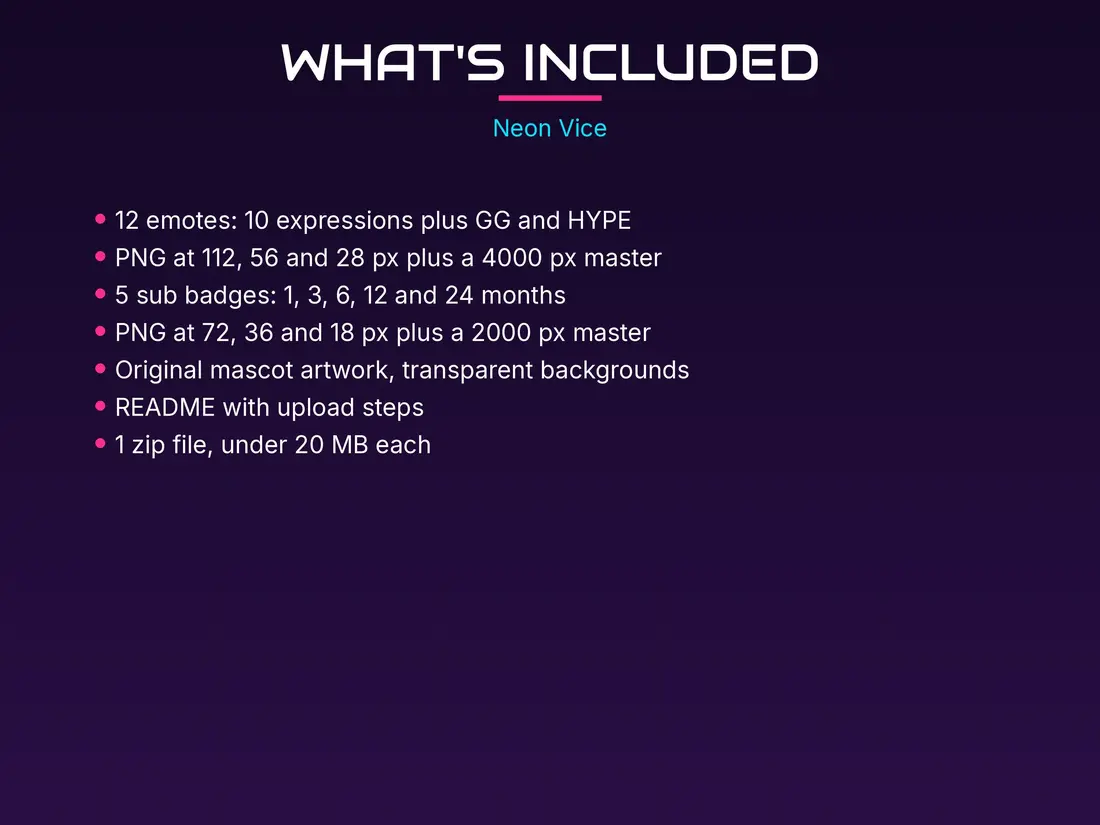 WHAT'S INCLUDED
Neon Vice
12 emotes: 10 expressions plus GG and HYPE
PNG at 112, 56 and 28 px plus a 4000 px master
5 sub badges: 1, 3, 6, 12 and 24 months
PNG at 72, 36 and 18 px plus a 2000 px master
Original mascot artwork, transparent backgrounds
README with upload steps
1 zip file, under 20 MB each